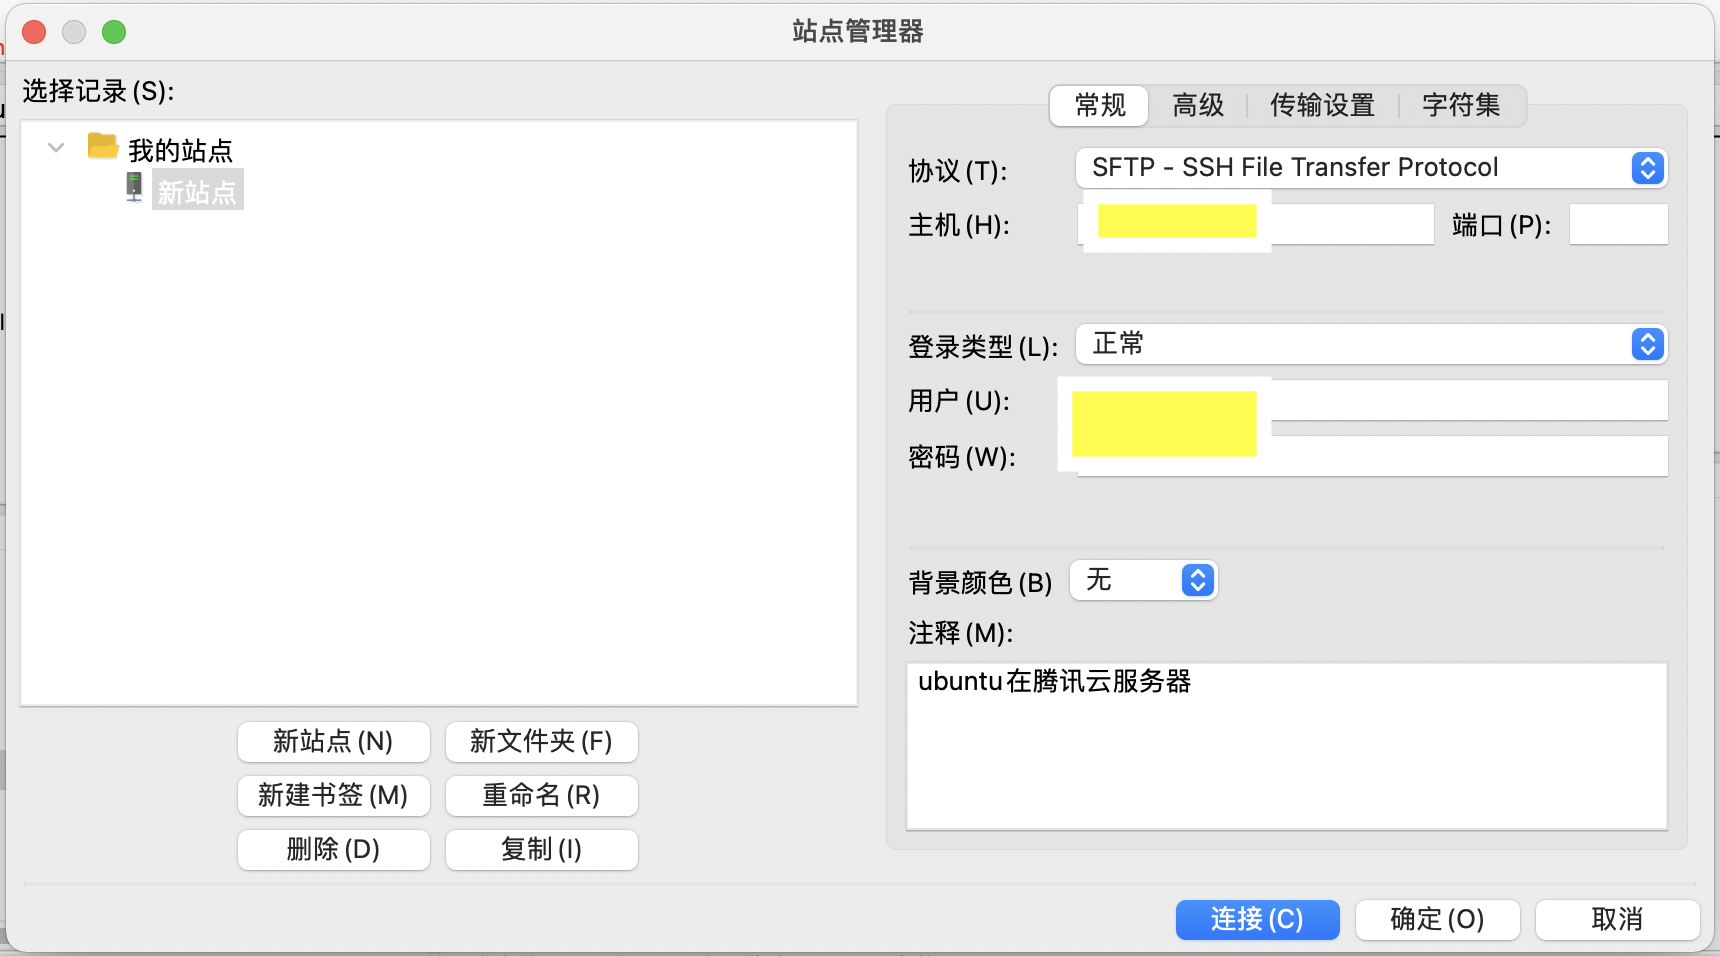 站点管理器
选择记录(S):
我的站点
新站点
新站点(N)
新文件夹(F)
新建书签(M)
重命名(R)
删除(D)
复制(I)
常规
高级
传输设置
字符集
协议(T):
SFTP - SSH File Transfer Protocol
主机(H):
端口(P):
登录类型(L):
正常
用户(U):
密码(W):
背景颜色(B)
无
注释(M):
ubuntu在腾讯云服务器
连接(C)
确定(O)
取消